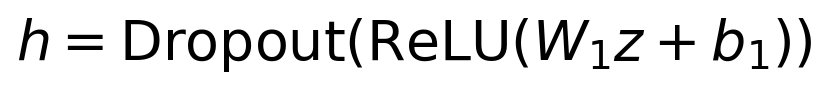 h = Dropout(ReLU(W₁z + b₁))